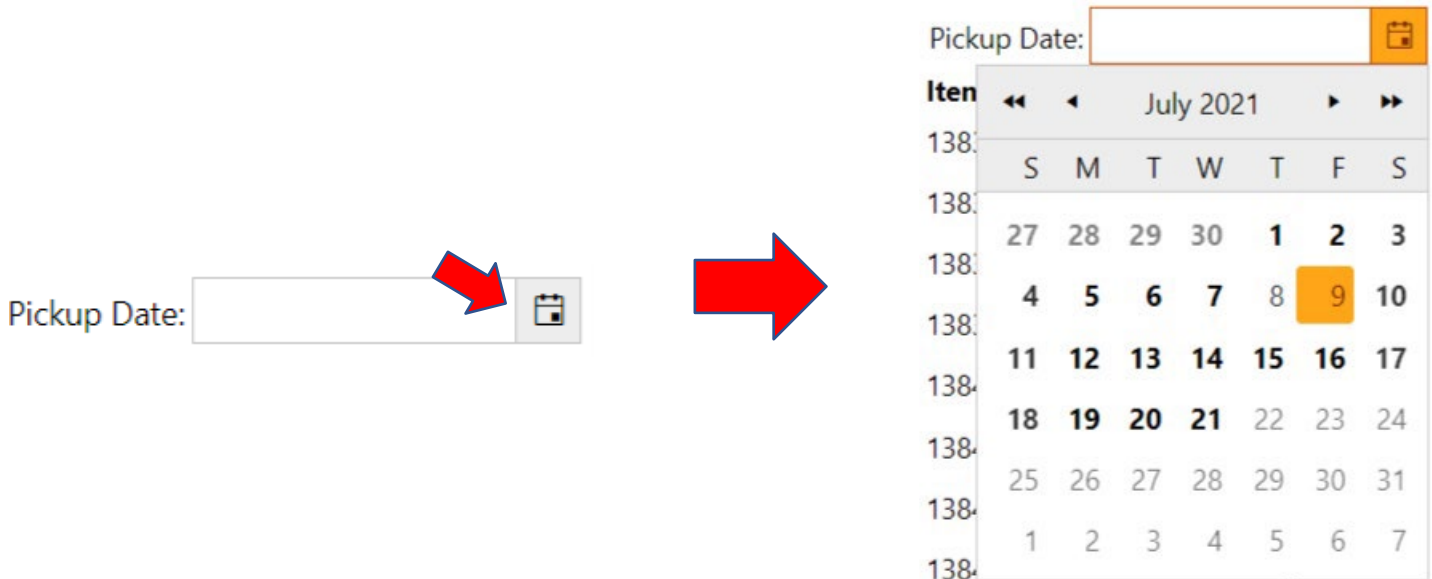 Pickup Date:
Pickup Date:
July 2021
S M T W T F S
27 28 29 30 1 2 3
4 5 6 7 8 9 10
11 12 13 14 15 16 17
18 19 20 21 22 23 24
25 26 27 28 29 30 31
1 2 3 4 5 6 7